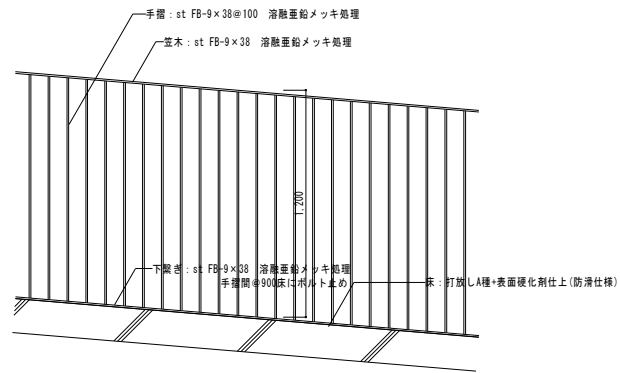 手摺：st FB-9×38@100 溶融亜鉛メッキ処理
笠木：st FB-9×38 溶融亜鉛メッキ処理
1,200
下繋ぎ：st FB-9×38 溶融亜鉛メッキ処理
手摺間@900床にボルト止め
床：打放しA種+表面硬化剤仕上(防滑仕様)